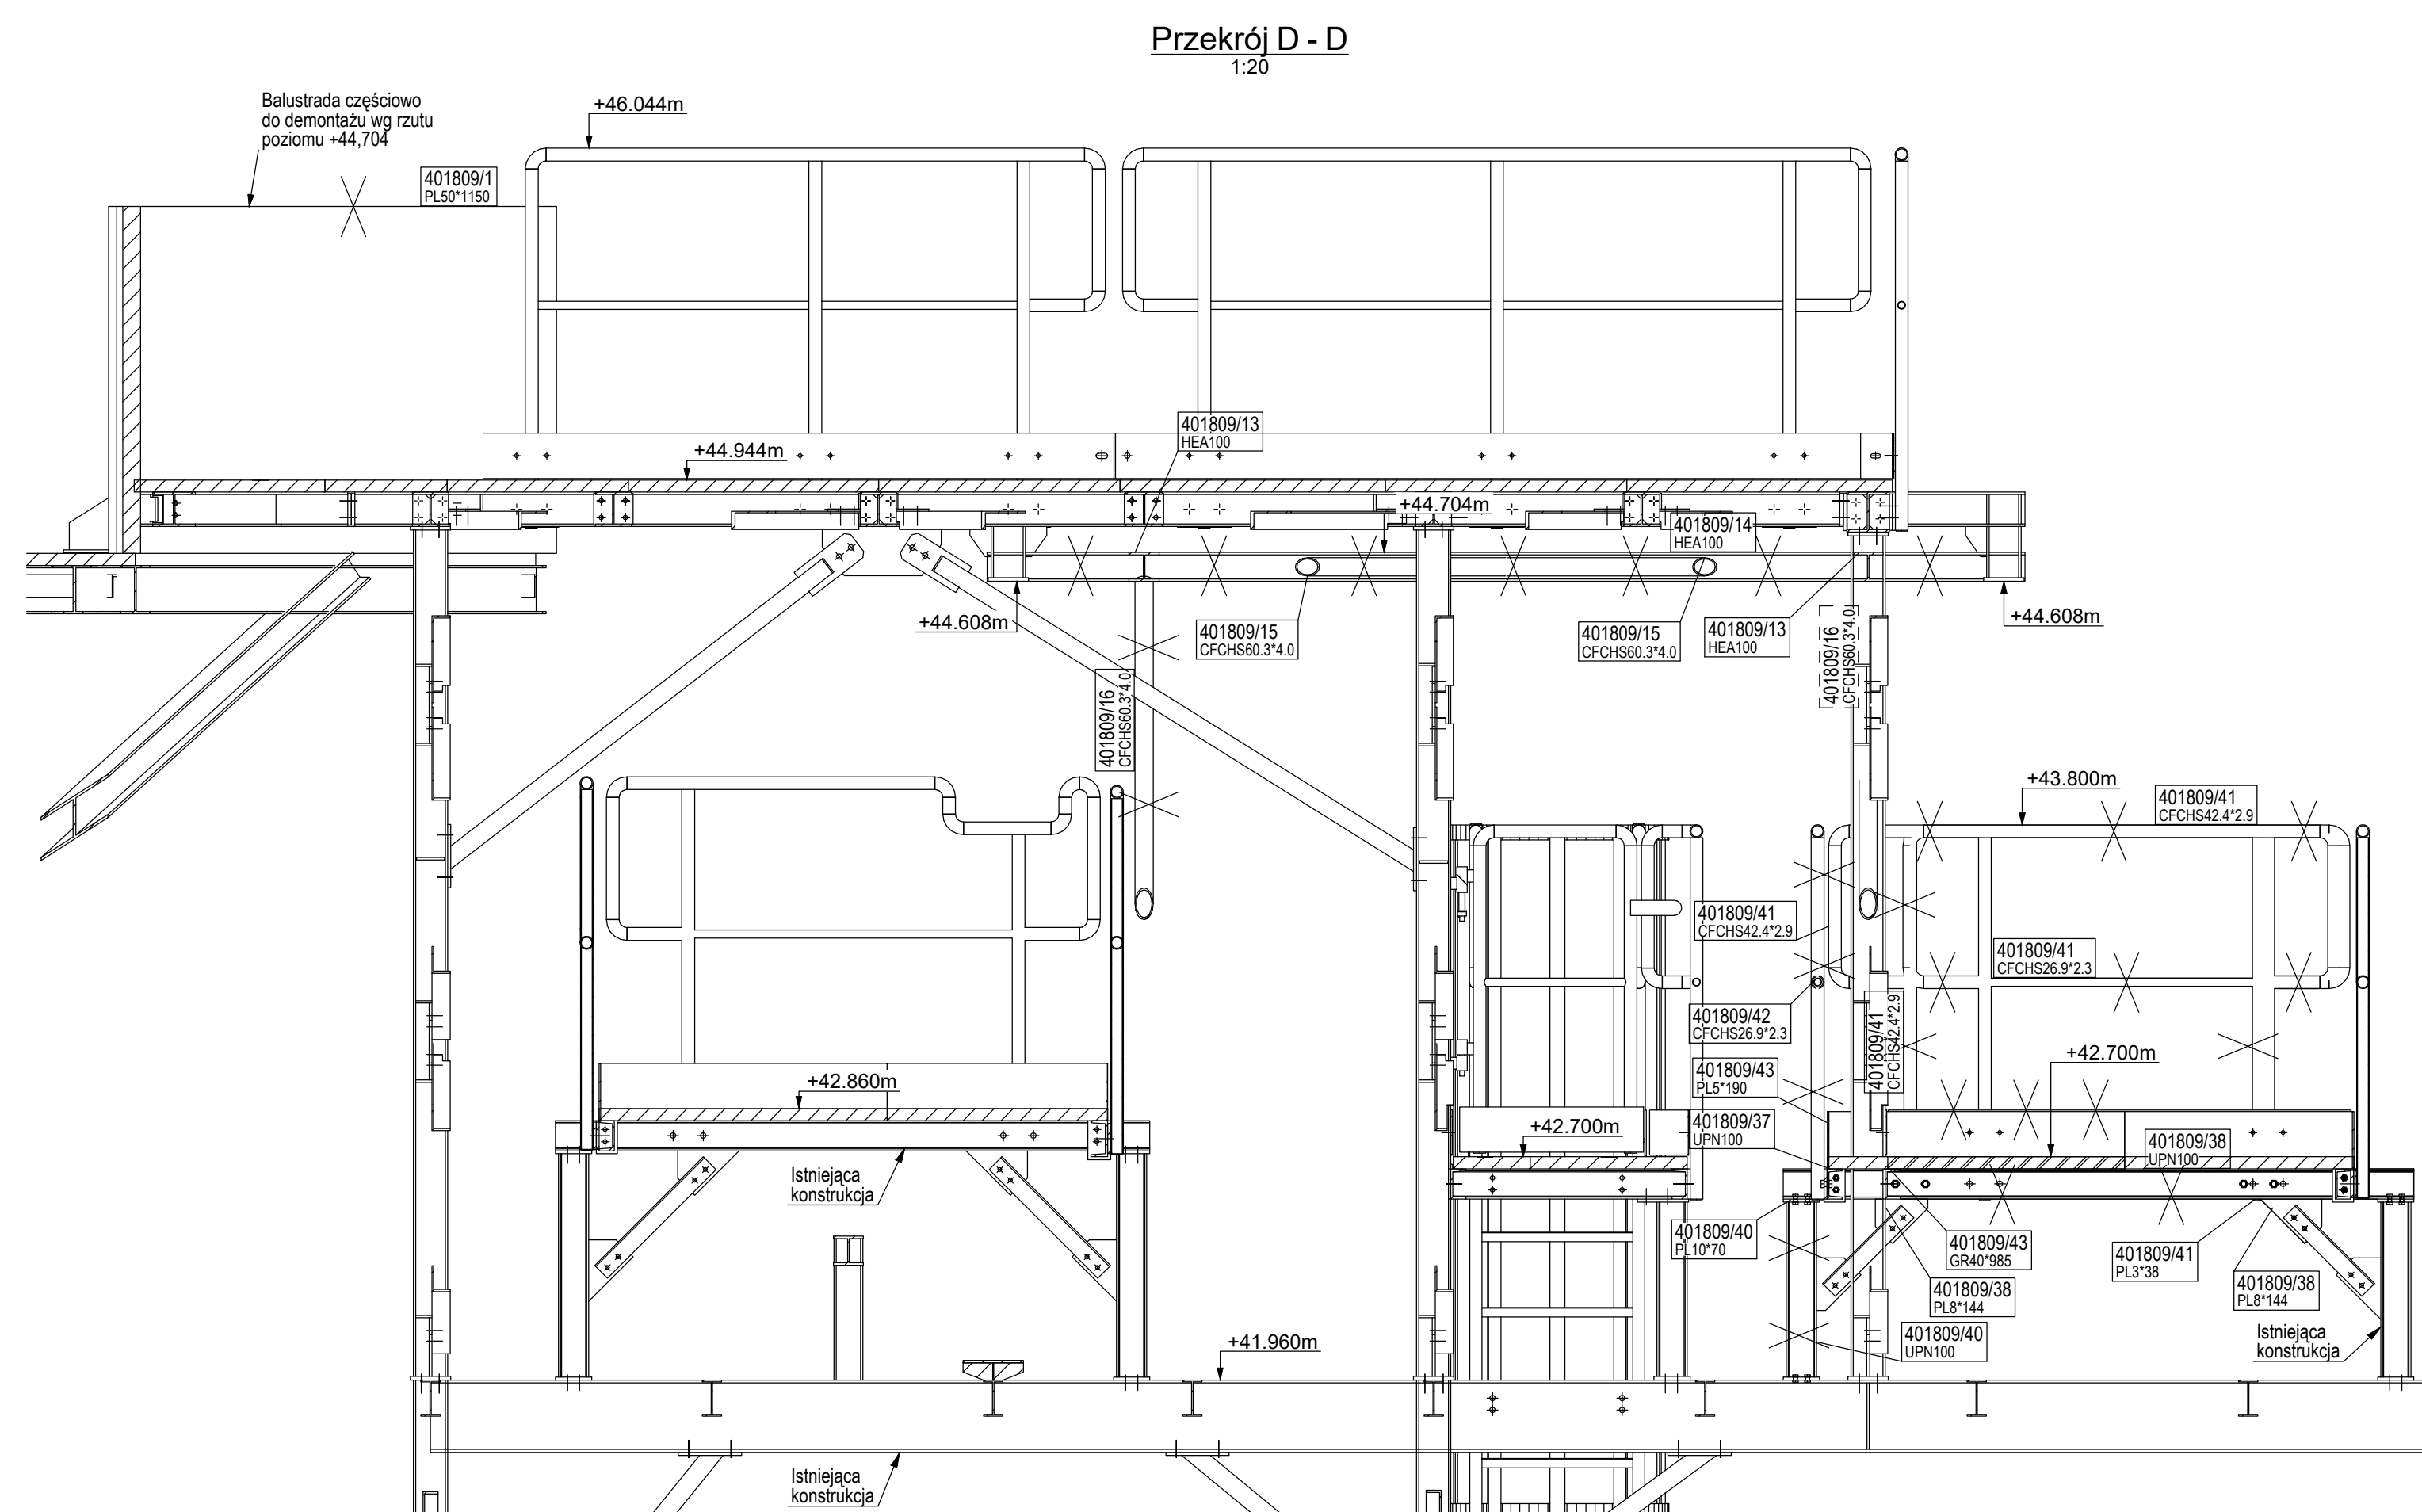 Przekrój D - D
1:20
Balustrada częściowo
do demontażu wg rzutu
poziomu +44,704
+46.044m
401809/1
PL50*1150
401809/13
HEA100
+44.944m
+44.704m
401809/14
HEA100
+44.608m
401809/15
CFCHS60.3*4.0
401809/15
CFCHS60.3*4.0
401809/13
HEA100
401809/16
CFCHS60.3*4.0
+44.608m
401809/16
CFCHS60.3*4.0
+43.800m
401809/41
CFCHS42.4*2.9
401809/41
CFCHS42.4*2.9
401809/41
CFCHS26.9*2.3
401809/42
CFCHS26.9*2.3
401809/41
CFCHS42.4*2.9
401809/43
PL5*190
+42.700m
+42.860m
401809/37
UPN100
+42.700m
401809/38
UPN100
Istniejąca
konstrukcja
401809/40
PL10*70
401809/43
GR40*985
401809/41
PL3*38
401809/38
PL8*144
401809/38
PL8*144
+41.960m
401809/40
UPN100
Istniejąca
konstrukcja
Istniejąca
konstrukcja